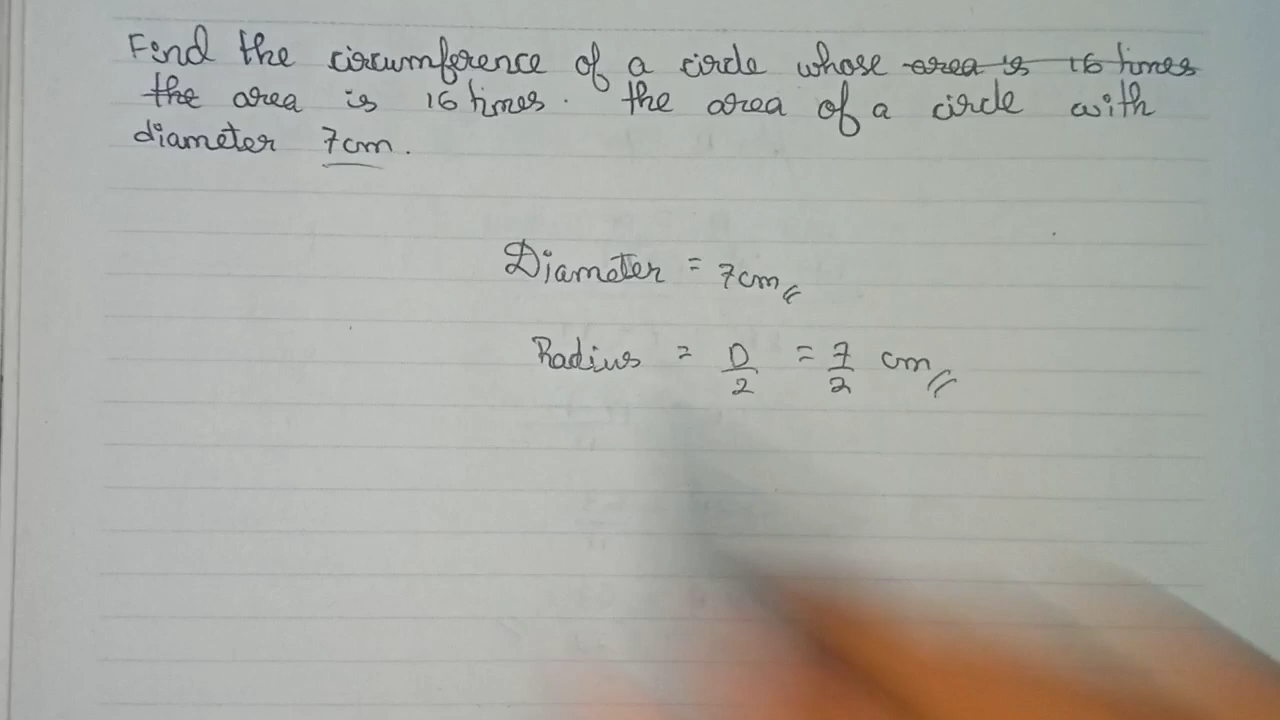 Find the circumference of a circle whose area is 16 times
the area is 16 times. the area of a circle with
diameter 7cm.
Diameter = 7cm
Radius = D/2 = 7/2 cm